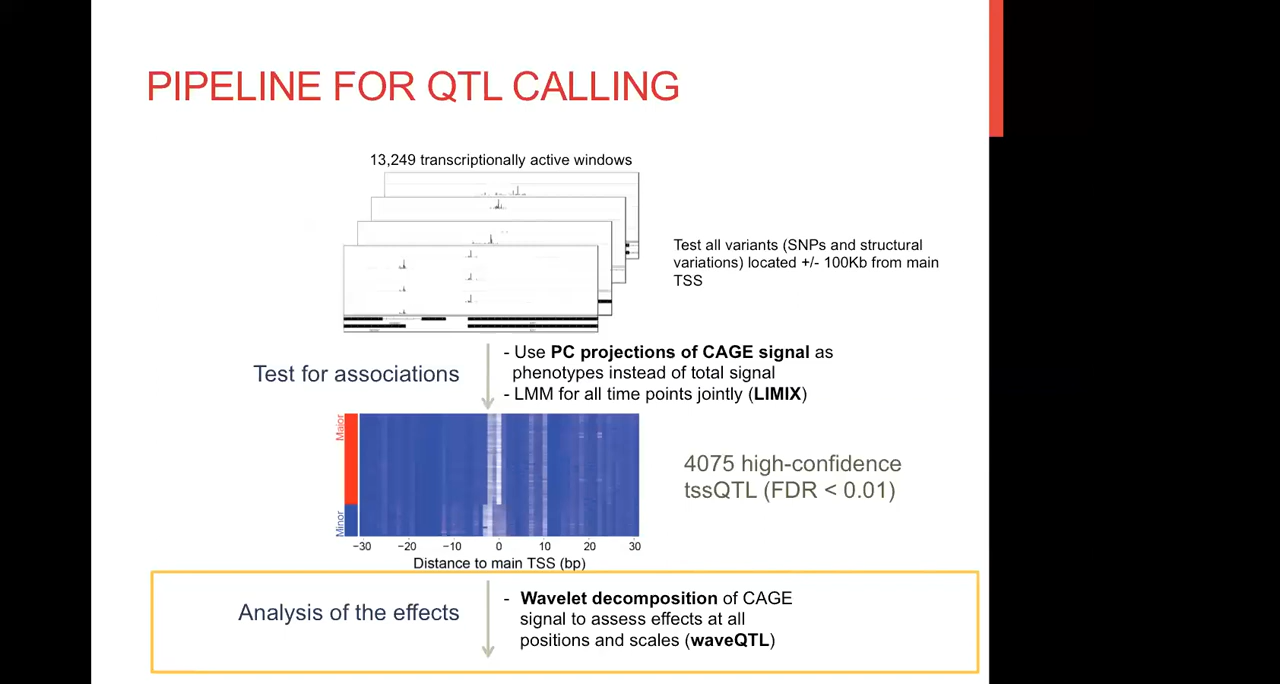 PIPELINE FOR QTL CALLING
13,249 transcriptionally active windows
Test all variants (SNPs and structural
variations) located +/- 100Kb from main
TSS
Test for associations
- Use PC projections of CAGE signal as
phenotypes instead of total signal
- LMM for all time points jointly (LIMIX)
Major
Minor
−30 −20 −10 0 10 20 30
Distance to main TSS (bp)
4075 high-confidence
tssQTL (FDR < 0.01)
Analysis of the effects
- Wavelet decomposition of CAGE
signal to assess effects at all
positions and scales (waveQTL)